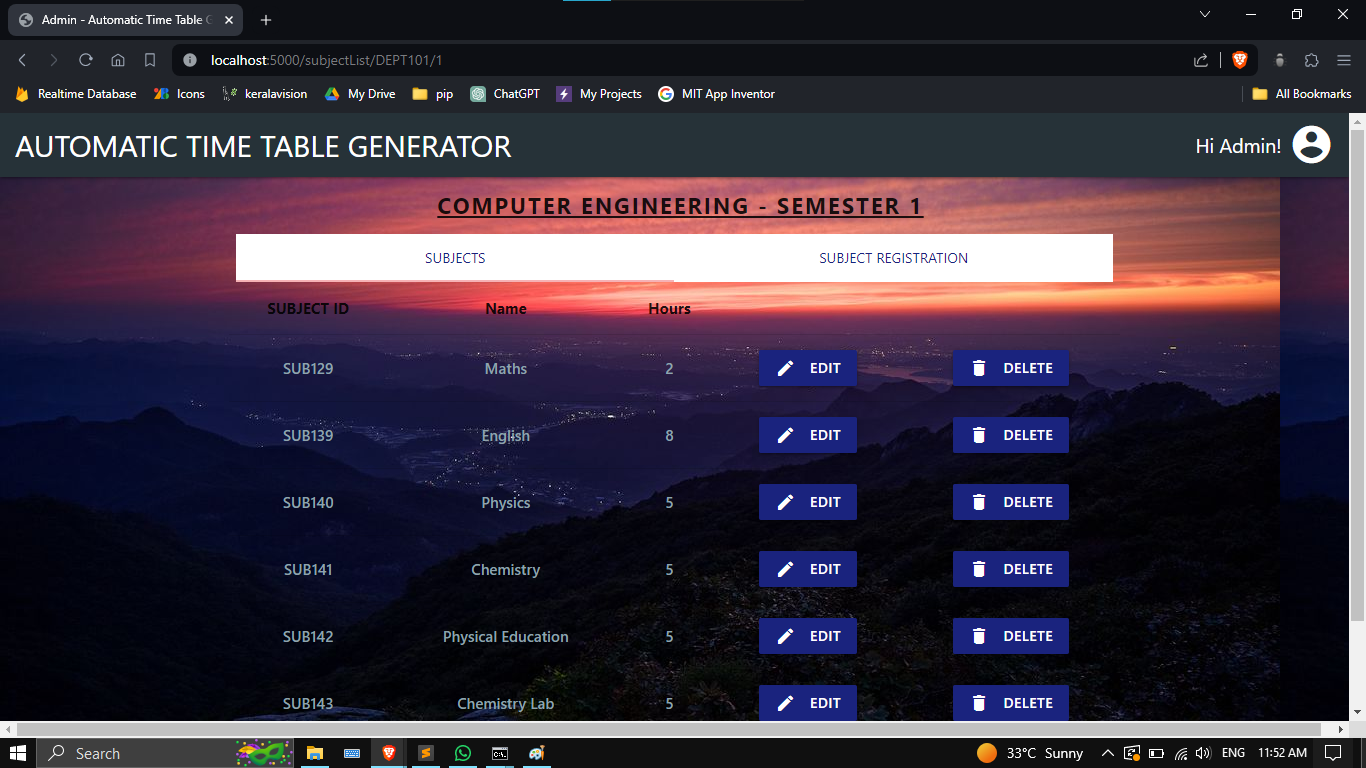 Admin - Automatic Time Table G
localhost:5000/subjectList/DEPT101/1
Realtime Database Icons keralavision My Drive pip ChatGPT My Projects MIT App Inventor All Bookmarks
AUTOMATIC TIME TABLE GENERATOR Hi Admin!
COMPUTER ENGINEERING - SEMESTER 1
SUBJECTS SUBJECT REGISTRATION
SUBJECT ID Name Hours
SUB129 Maths 2 EDIT DELETE
SUB139 English 8 EDIT DELETE
SUB140 Physics 5 EDIT DELETE
SUB141 Chemistry 5 EDIT DELETE
SUB142 Physical Education 5 EDIT DELETE
SUB143 Chemistry Lab 5 EDIT DELETE
Search 33°C Sunny ENG 11:52 AM